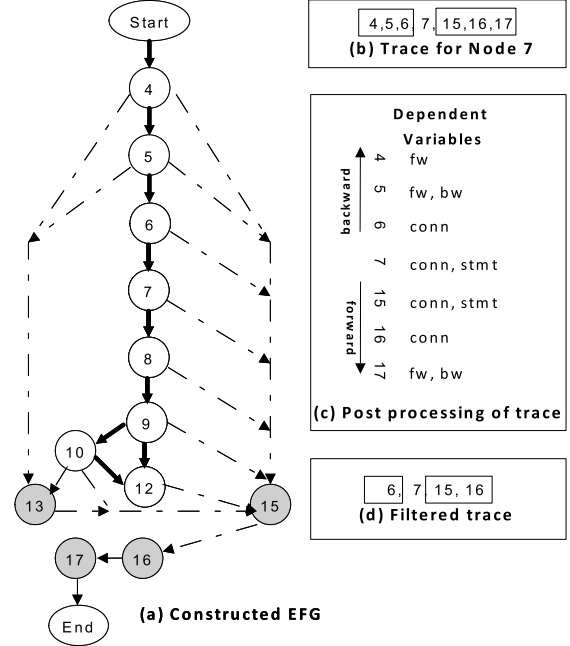 Start
4
5
6
7
8
9
10
12
13
15
17
16
End
(a) Constructed EFG
4,5,6, 7, 15,16,17
(b) Trace for Node 7
Dependent
Variables
backward
forward
4 fw
5 fw, bw
6 conn
7 conn, stmt
15 conn, stmt
16 conn
17 fw, bw
(c) Post processing of trace
6, 7, 15, 16
(d) Filtered trace